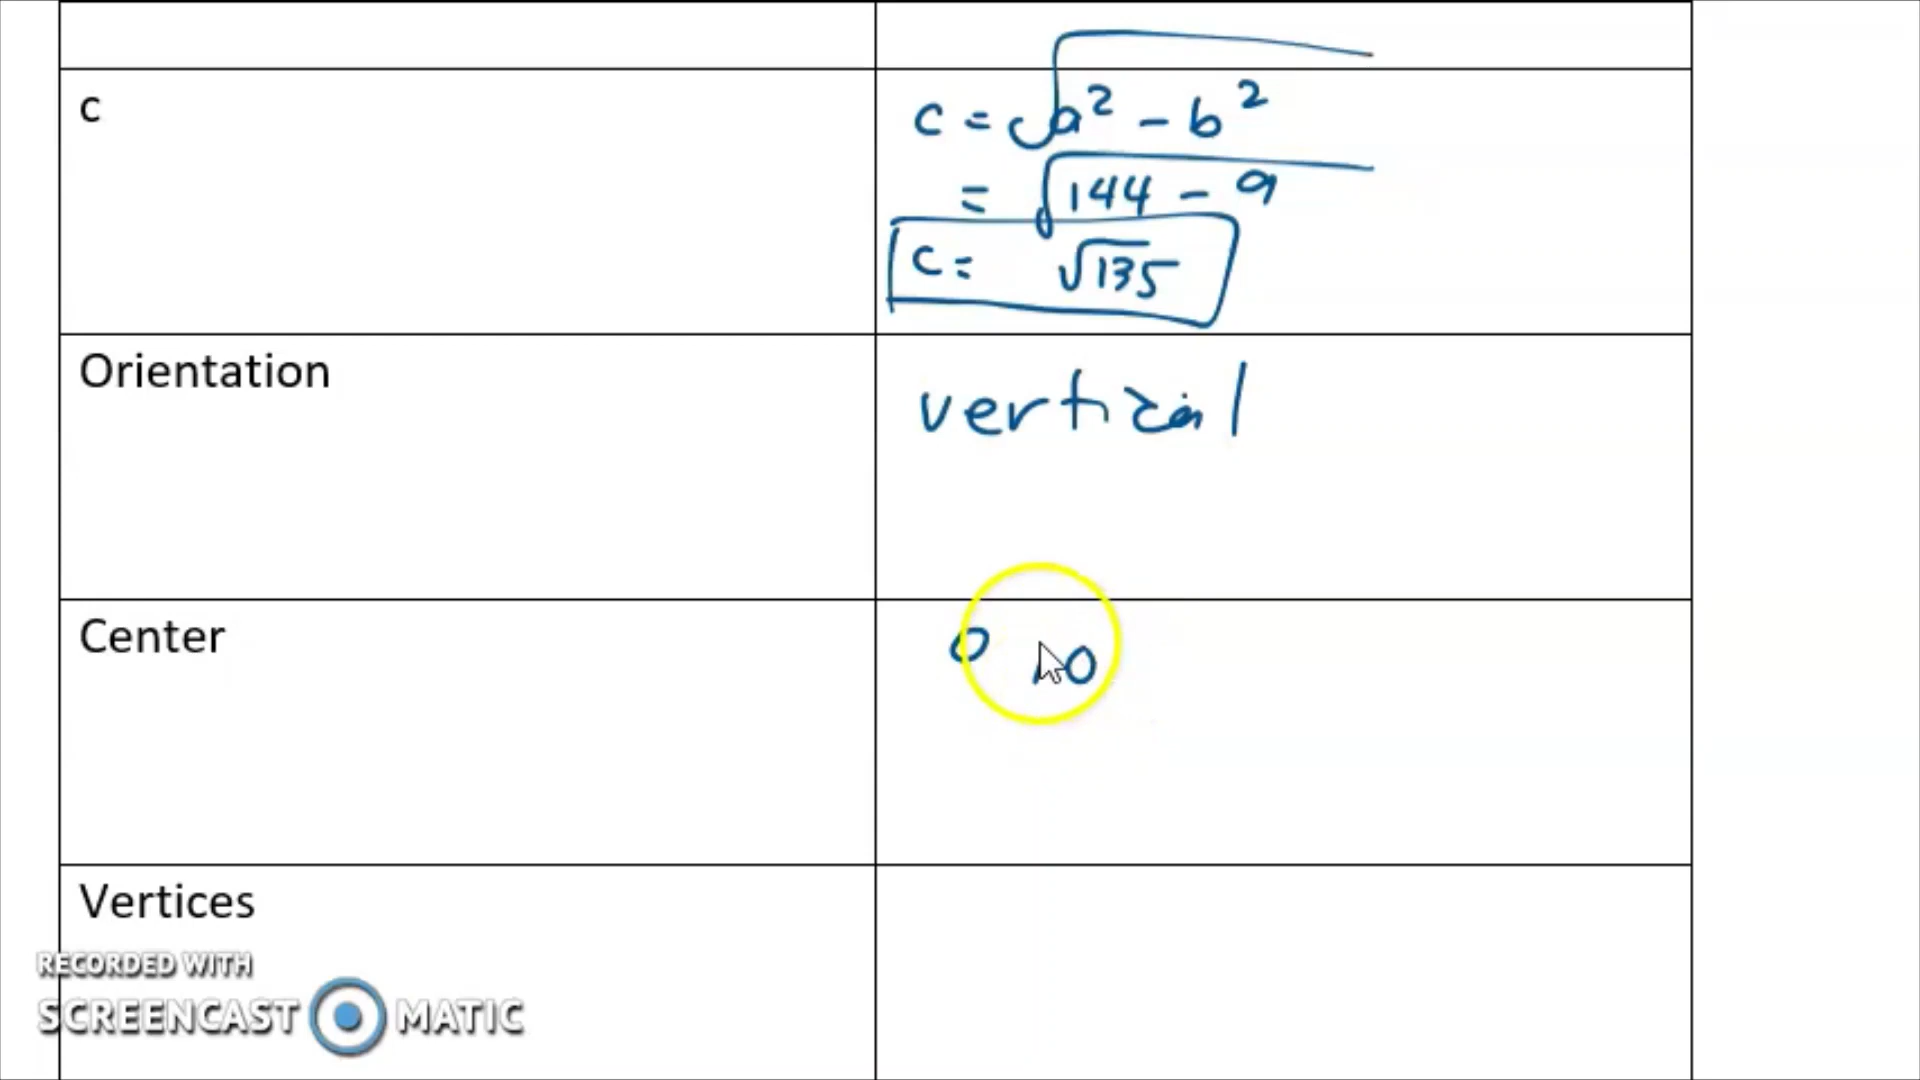 c
c = √a² - b²
= √144 - 9
c = √135
Orientation
vertical
Center
0 , 0
Vertices
RECORDED WITH
SCREENCAST MATIC